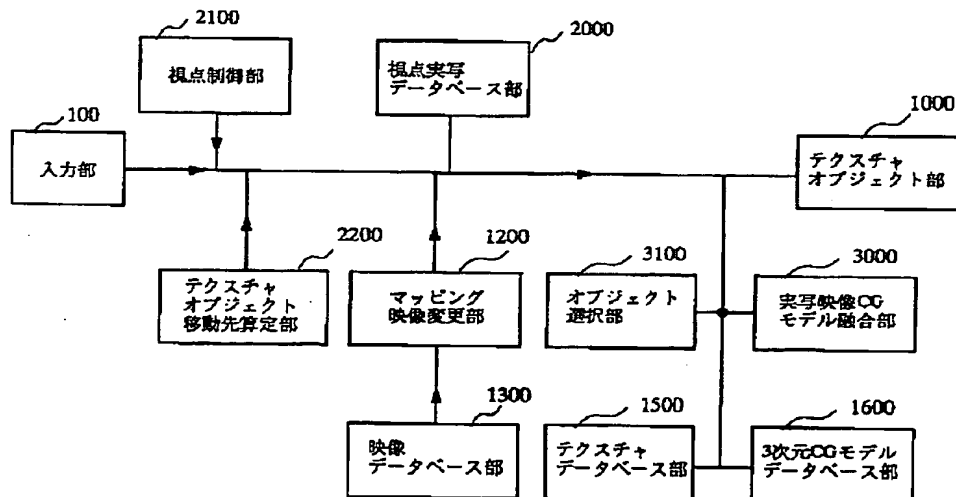 2100
視点制御部
2000
視点実写
データベース部
100
入力部
1000
テクスチャ
オブジェクト部
2200
テクスチャ
オブジェクト
移動先算定部
1200
マッピング
映像変更部
3100
オブジェクト
選択部
3000
実写映像CG
モデル融合部
1300
映像
データベース部
1500
テクスチャ
データベース部
1600
3次元CGモデル
データベース部